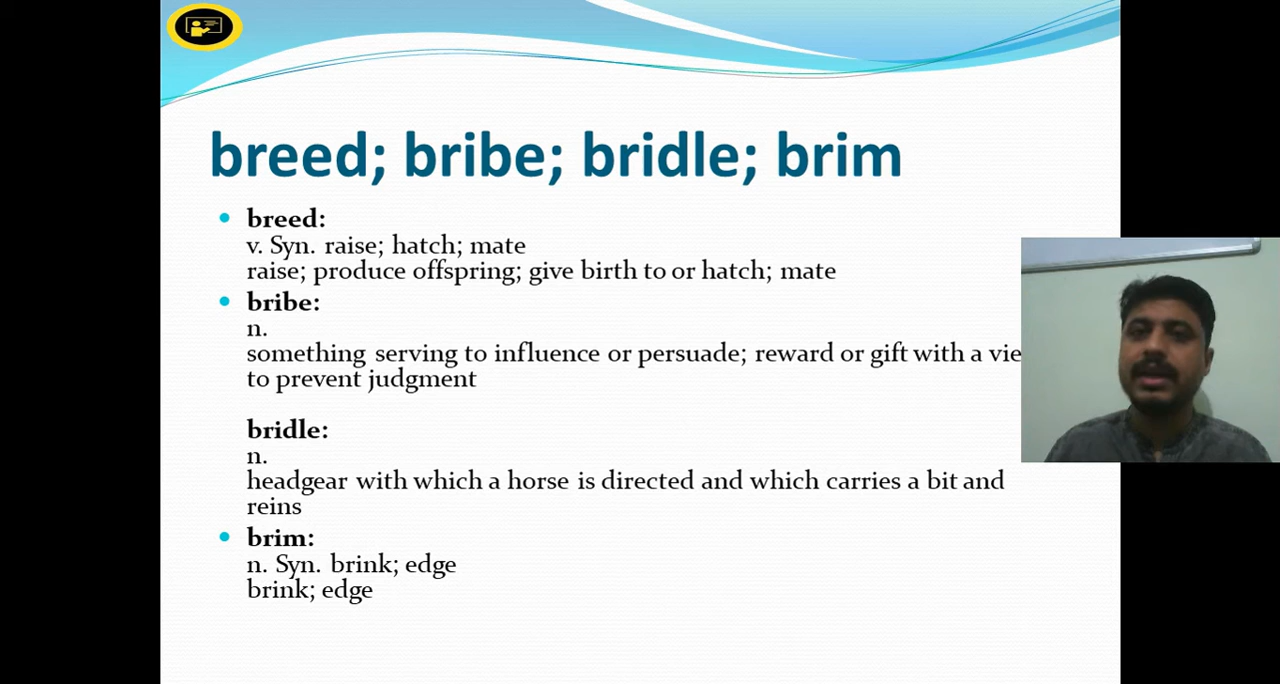 breed; bribe; bridle; brim
breed:
v. Syn. raise; hatch; mate
raise; produce offspring; give birth to or hatch; mate
bribe:
n.
something serving to influence or persuade; reward or gift with a vie
to prevent judgment
bridle:
n.
headgear with which a horse is directed and which carries a bit and
reins
brim:
n. Syn. brink; edge
brink; edge